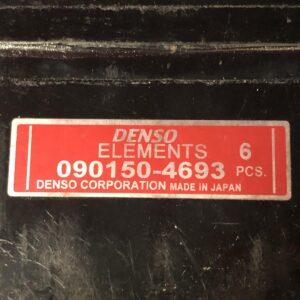 DENSO
ELEMENTS 6
090150-4693 PCS.
DENSO CORPORATION MADE IN JAPAN